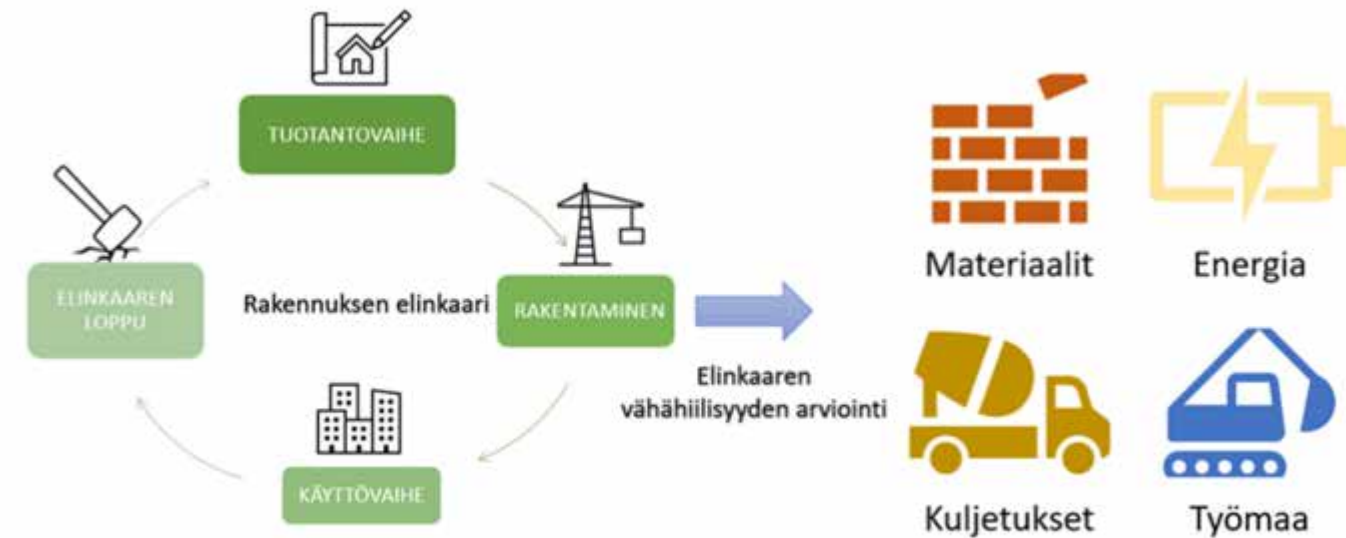 TUOTANTOVAIHE
ELINKAAREN
LOPPU
Rakennuksen elinkaari
RAKENTAMINEN
KÄYTTÖVAIHE
Elinkaaren
vähähiilisyyden arviointi
Materiaalit
Energia
Kuljetukset
Työmaa